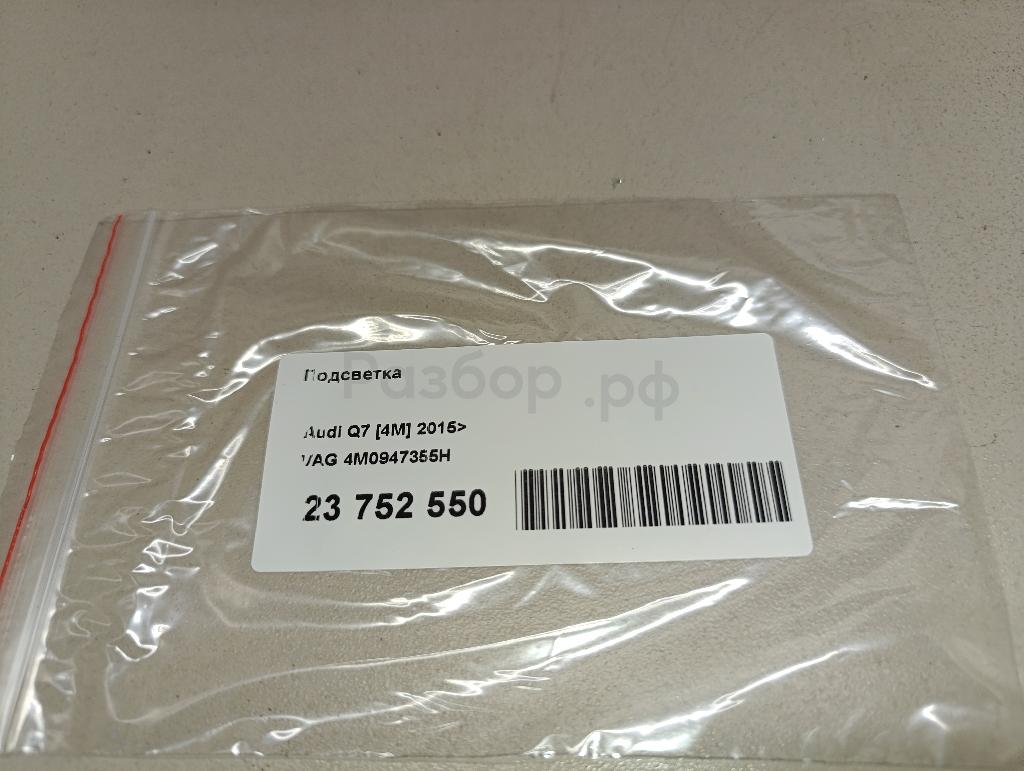 Подсветка
Разбор.рф
Audi Q7 [4M] 2015>
VAG 4M0947355H
23 752 550